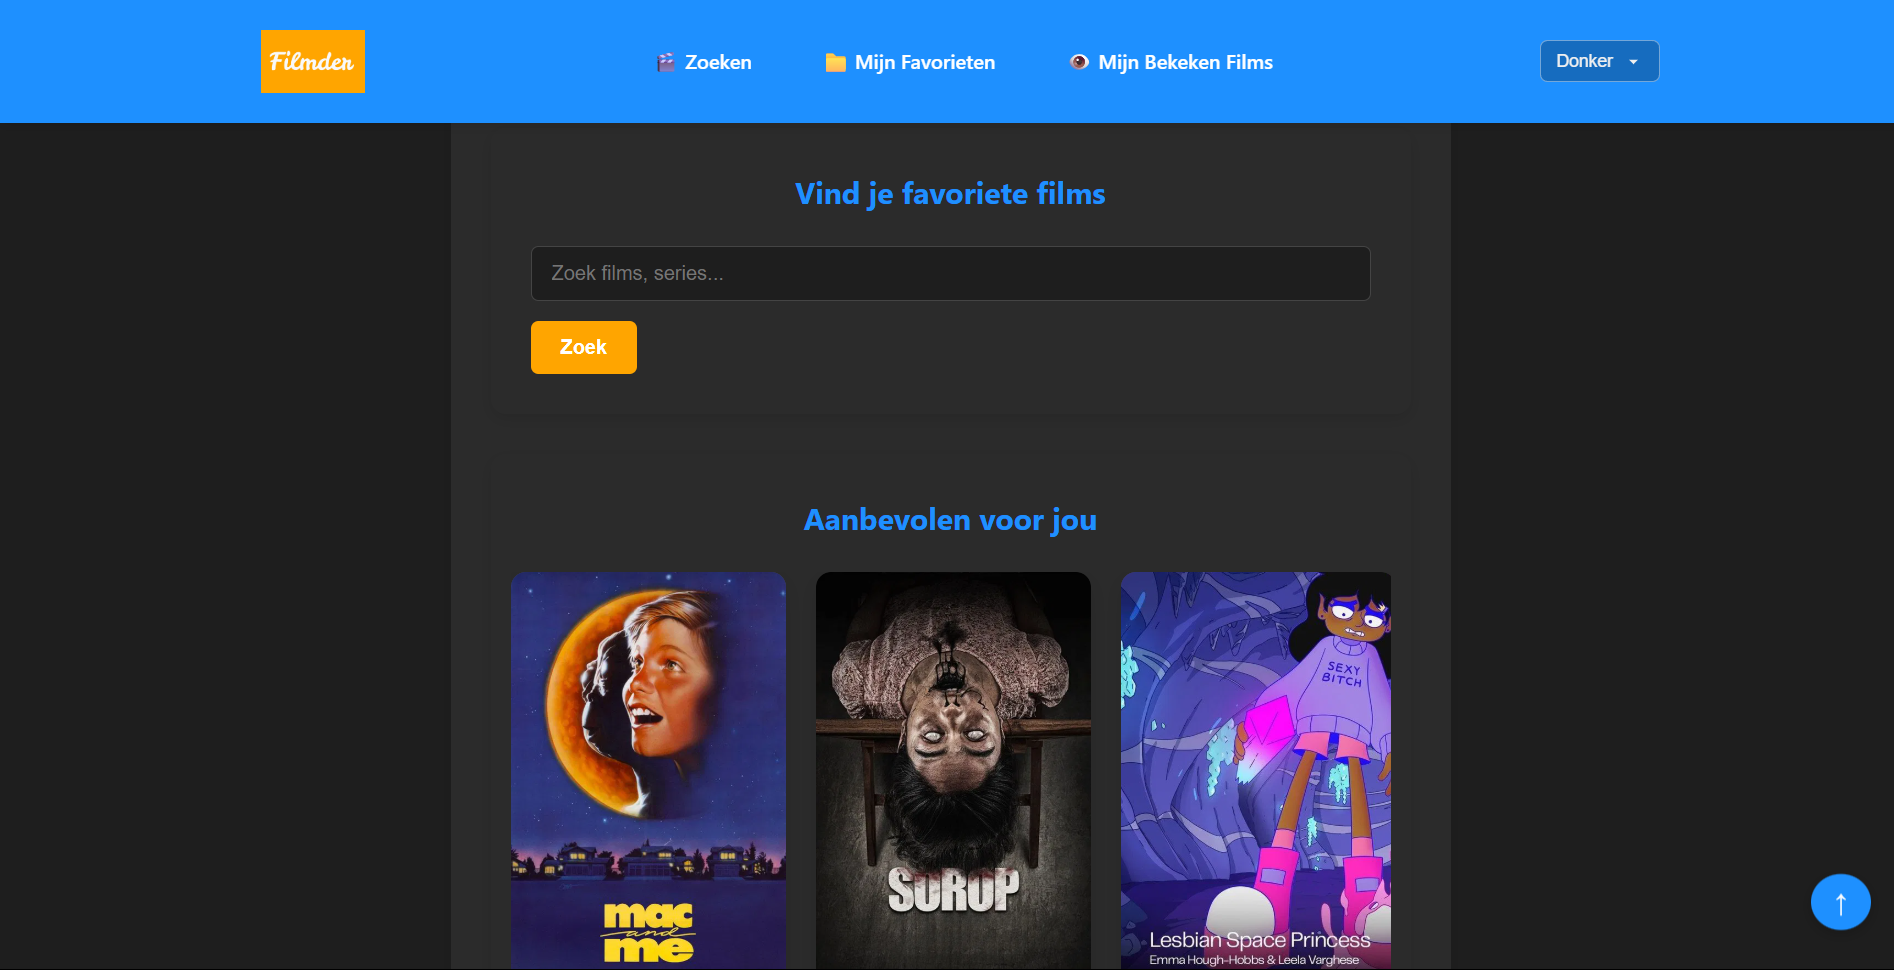 Filmder
Zoeken
Mijn Favorieten
Mijn Bekeken Films
Donker
Vind je favoriete films
Zoek films, series...
Zoek
Aanbevolen voor jou
mac
and
me
SOROP
SEXY
BITCH
Lesbian Space Princess
Emma Hough-Hobbs & Leela Varghese
↑